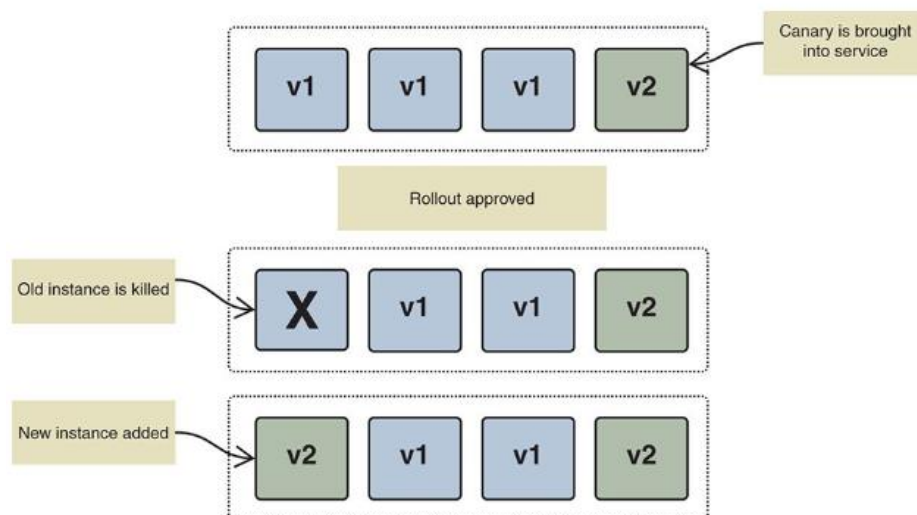 Canary is brought
into service
v1 v1 v1 v2
Rollout approved
Old instance is killed
X v1 v1 v2
New instance added
v2 v1 v1 v2